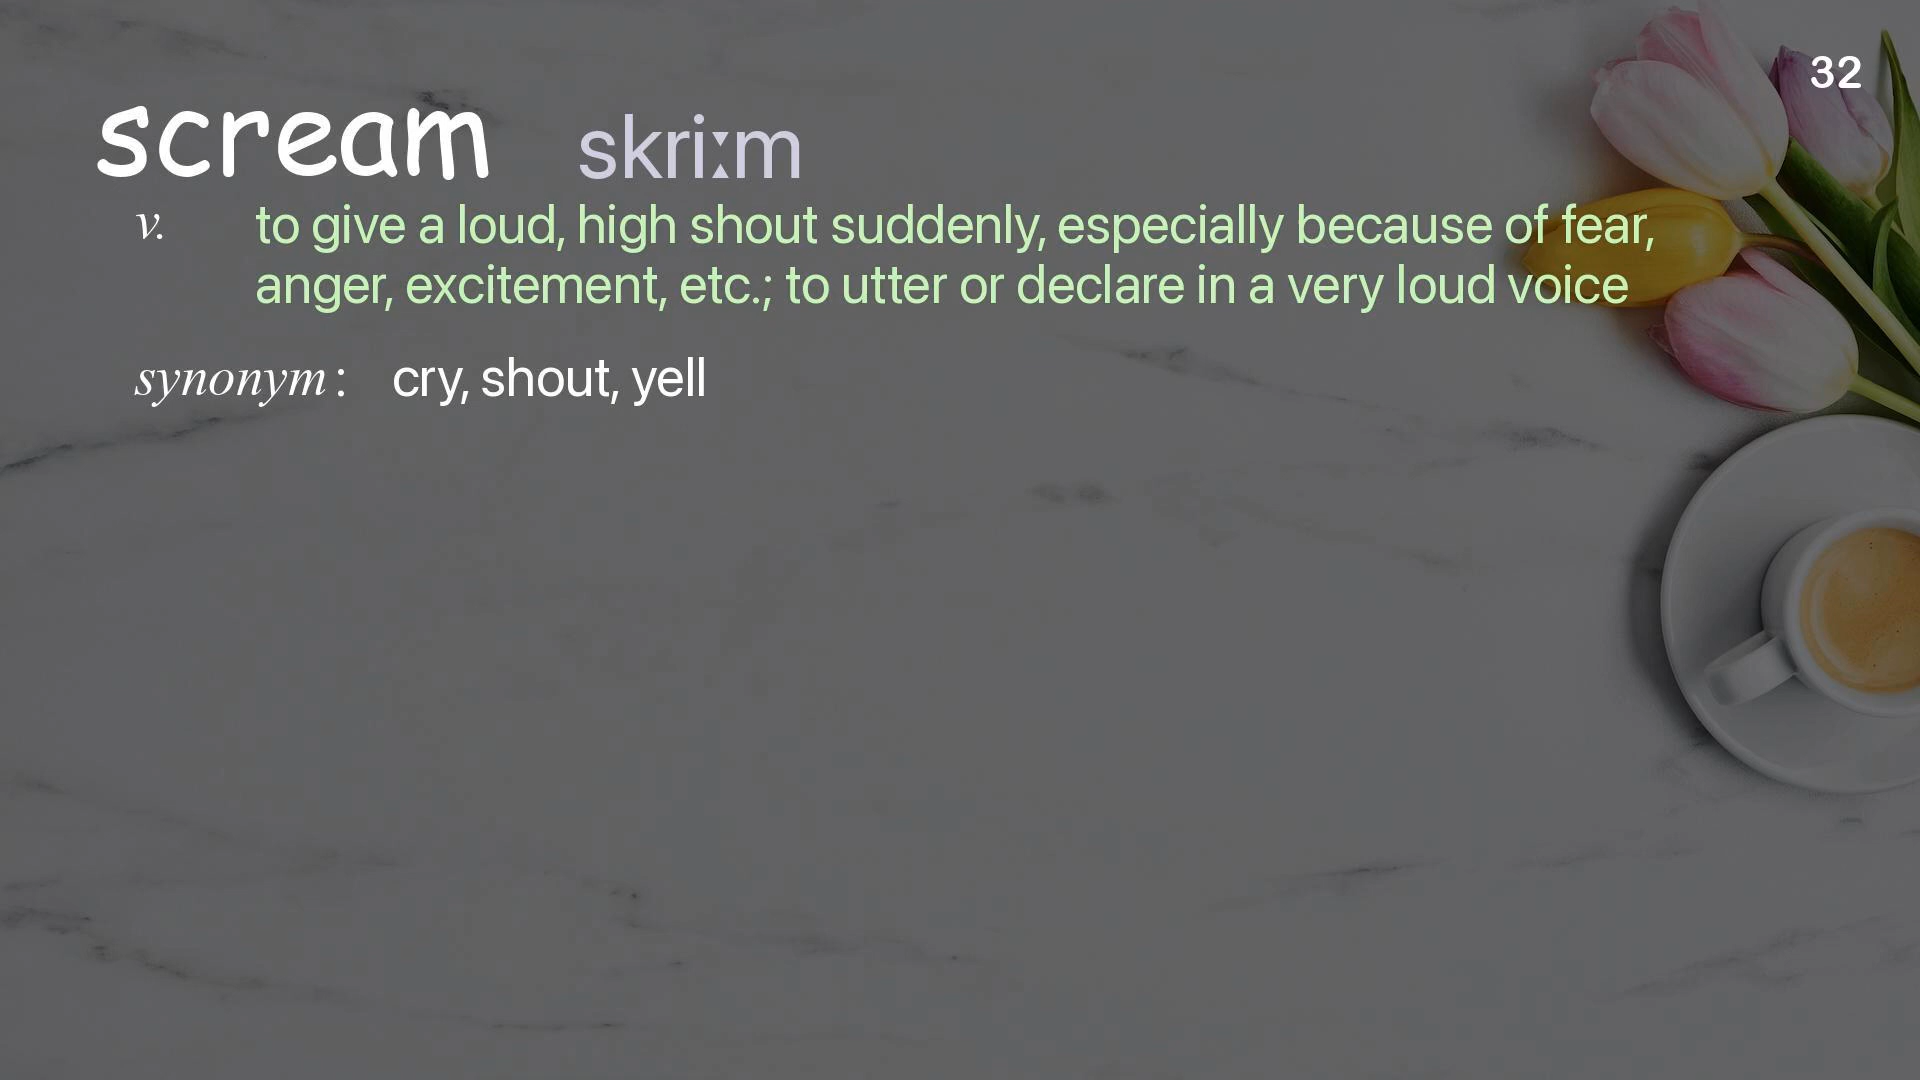 32
scream skriːm
v. to give a loud, high shout suddenly, especially because of fear,
anger, excitement, etc.; to utter or declare in a very loud voice
synonym : cry, shout, yell